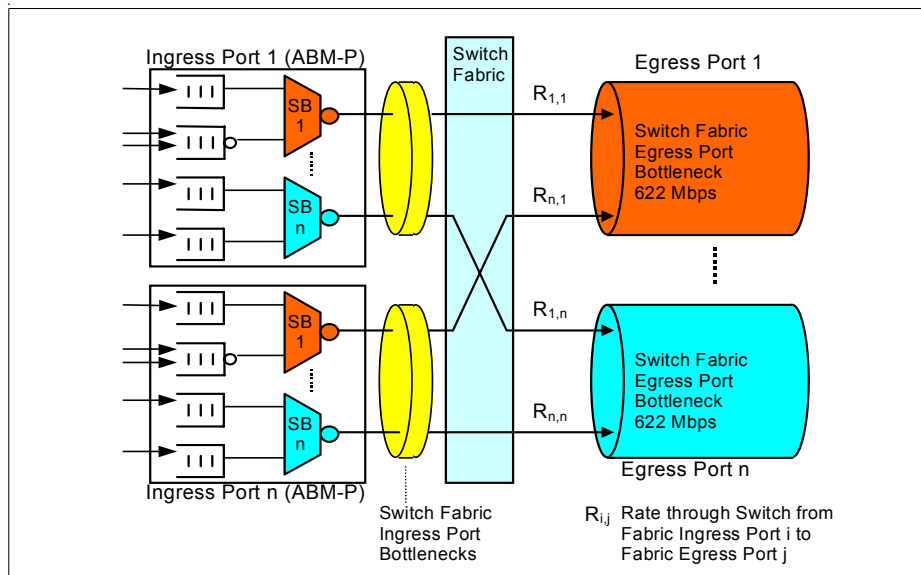 Ingress Port 1 (ABM-P)
Switch
Fabric
Egress Port 1
SB
1
SB
n
R1,1
Rn,1
Switch Fabric
Egress Port
Bottleneck
622 Mbps
SB
1
SB
n
R1,n
Rn,n
Switch Fabric
Egress Port
Bottleneck
622 Mbps
Ingress Port n (ABM-P)
Egress Port n
Switch Fabric
Ingress Port
Bottlenecks
Ri,j Rate through Switch from
Fabric Ingress Port i to
Fabric Egress Port j